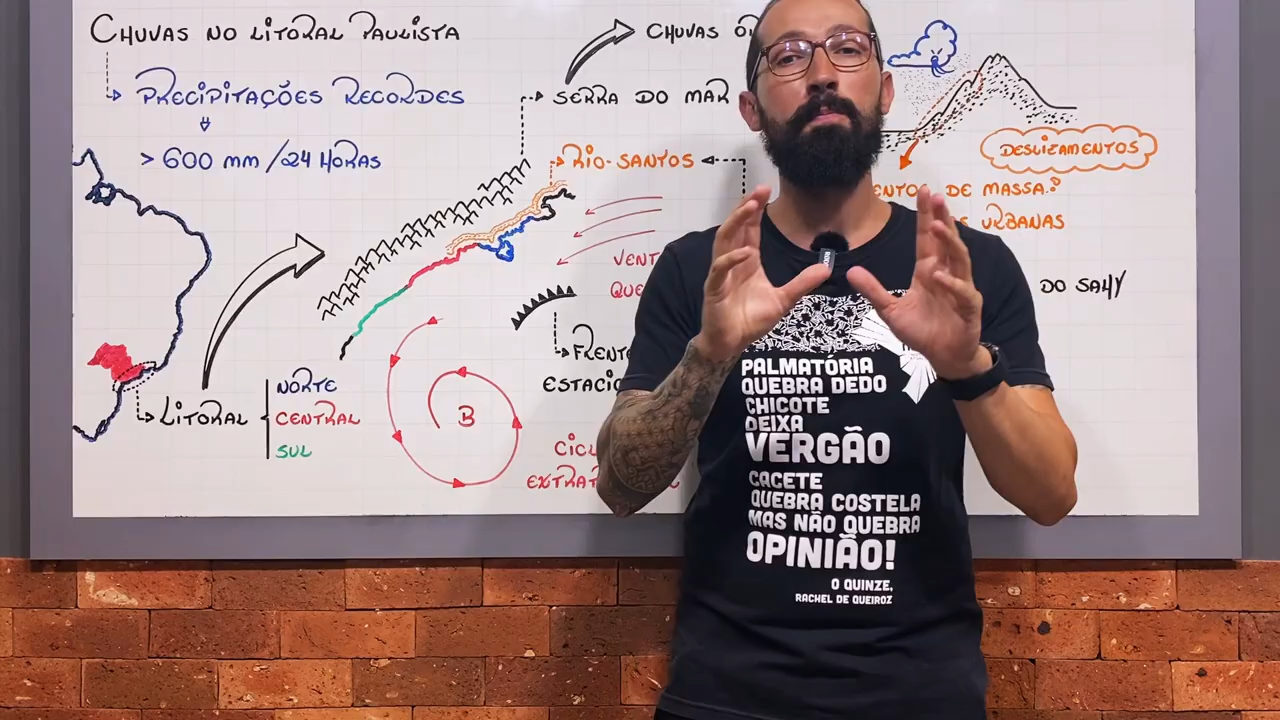 CHUVAS NO LITORAL PAULISTA
PRECIPITAÇÕES RECORDES
> 600 mm /24 HORAS
CHUVAS
SERRA DO MAR
RIO-SANTOS
DESLIZAMENTOS
DE MASSA:
URBANAS
DO SAHY
LITORAL
NORTE
CENTRAL
SUL
B
PALMATÓRIA
QUEBRA DEDO
CHICOTE
DEIXA
VERGÃO
CACETE
QUEBRA COSTELA
MAS NÃO QUEBRA
OPINIÃO!
O QUINZE,
RACHEL DE QUEIROZ